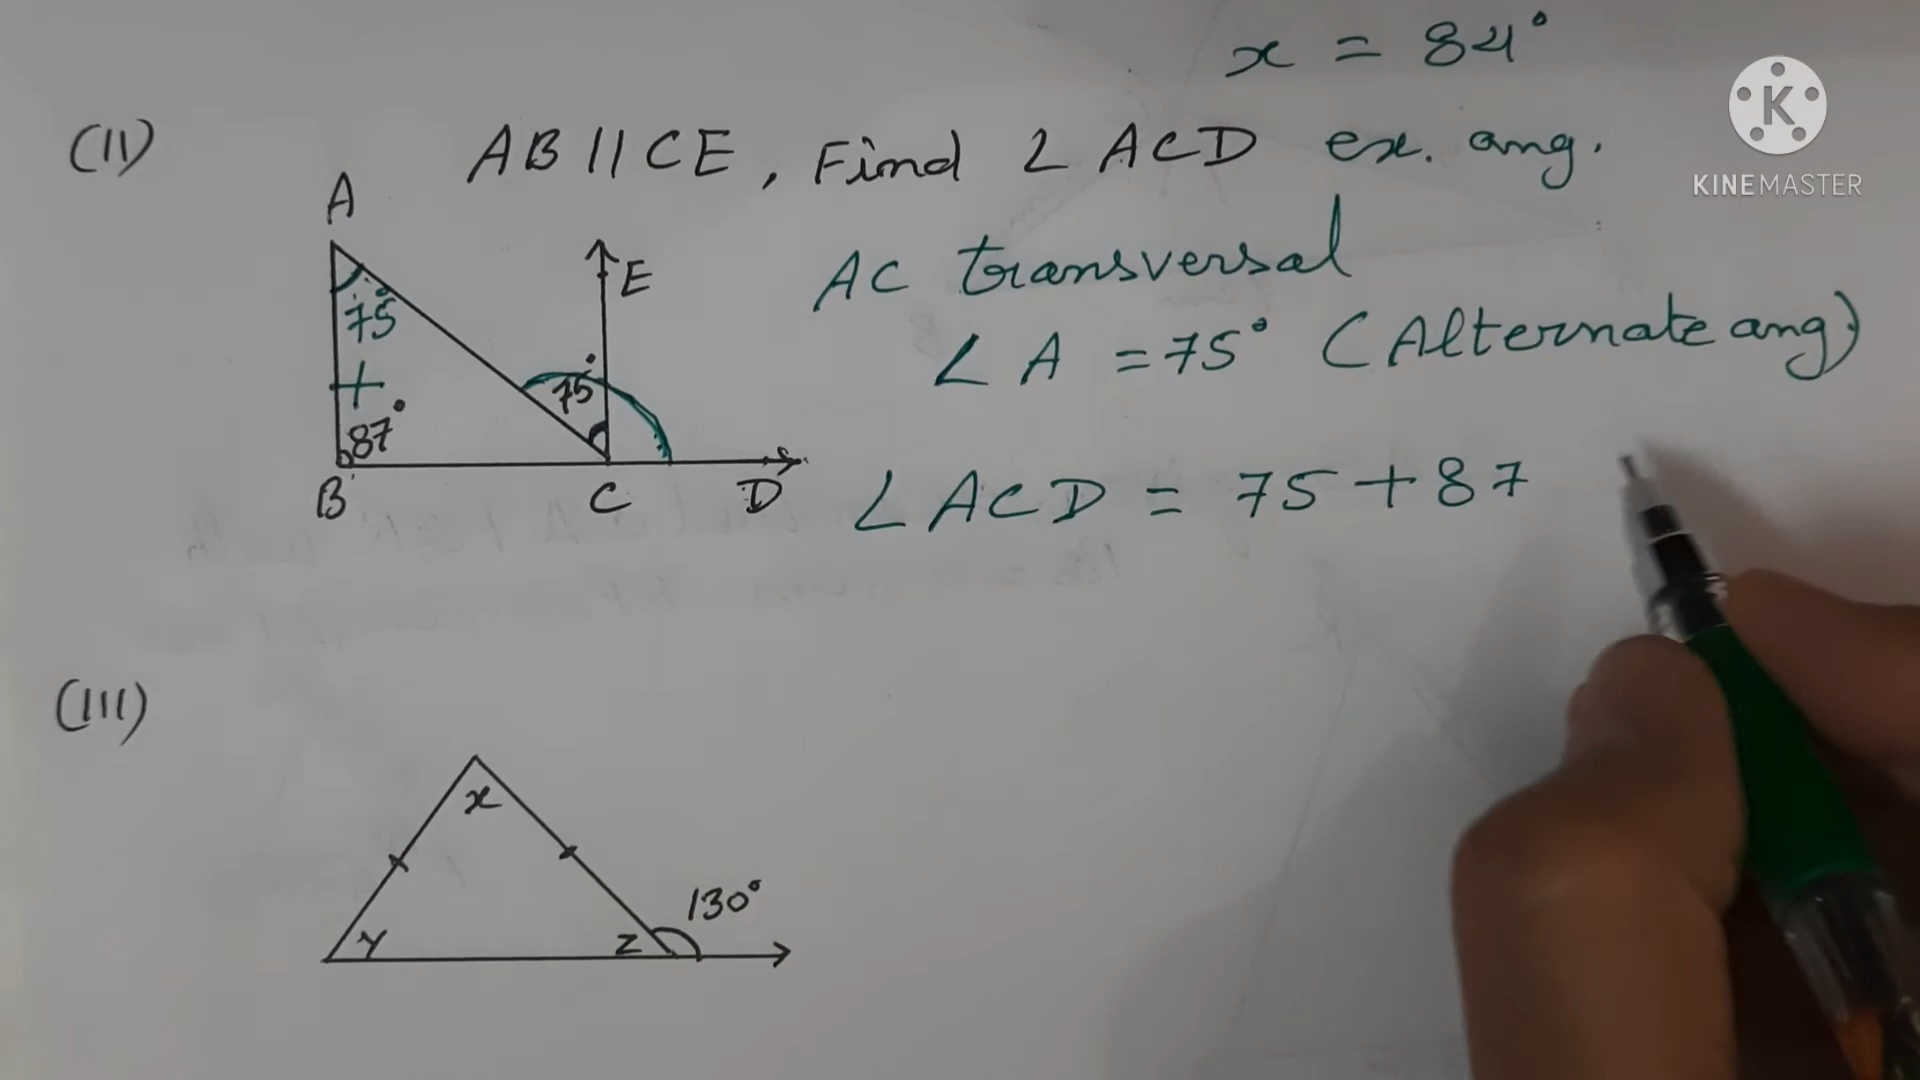 x = 84°
KINEMASTER
(II) AB || CE, Find ∠ ACD ex. ang.
A
AC transversal
E
75°
∠ A = 75° (Alternate ang)
75°
+
87°
∠ ACD = 75 + 87
B C D
(III)
x
130°
y z